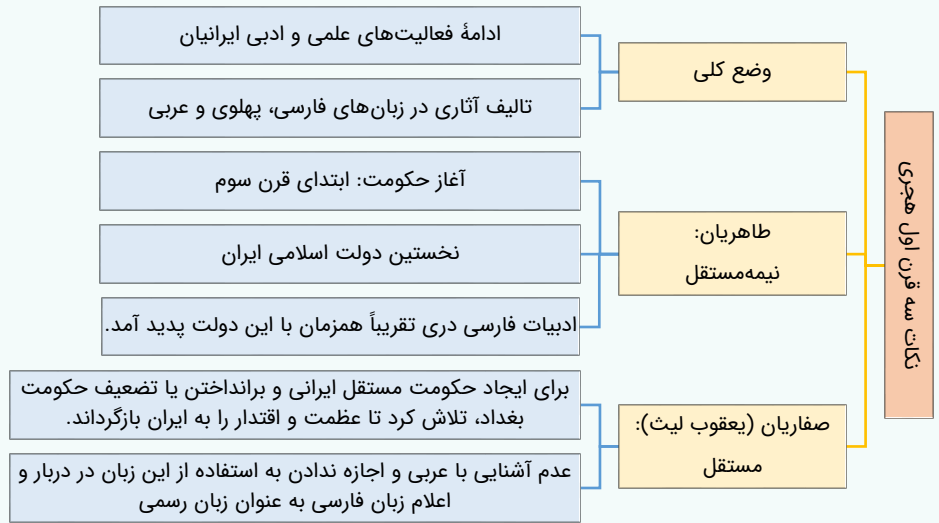 نکات سه قرن اول هجری
وضع کلی
ادامهٔ فعالیت‌های علمی و ادبی ایرانیان
تالیف آثاری در زبان‌های فارسی، پهلوی و عربی
طاهریان:
نیمه‌مستقل
آغاز حکومت: ابتدای قرن سوم
نخستین دولت اسلامی ایران
ادبیات فارسی دری تقریباً همزمان با این دولت پدید آمد.
صفاریان (یعقوب لیث):
مستقل
برای ایجاد حکومت مستقل ایرانی و برانداختن یا تضعیف حکومت
بغداد، تلاش کرد تا عظمت و اقتدار را به ایران بازگرداند.
عدم آشنایی با عربی و اجازه ندادن به استفاده از این زبان در دربار و
اعلام زبان فارسی به عنوان زبان رسمی